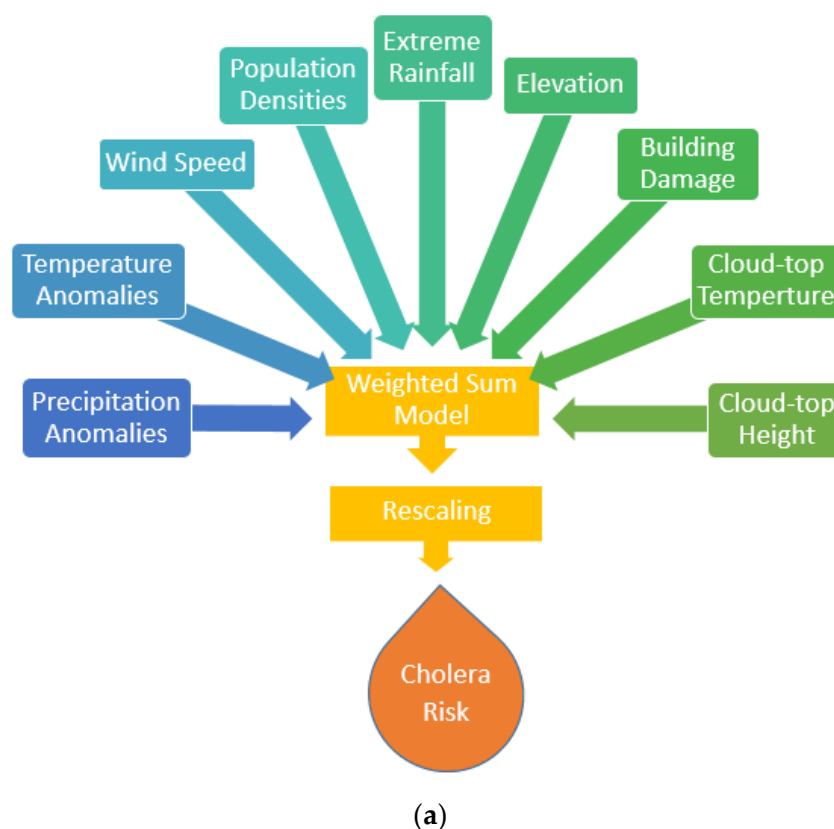 Extreme
Rainfall
Population
Densities
Elevation
Wind Speed
Building
Damage
Temperature
Anomalies
Cloud-top
Temperture
Precipitation
Anomalies
Weighted Sum
Model
Cloud-top
Height
Rescaling
Cholera
Risk
(a)